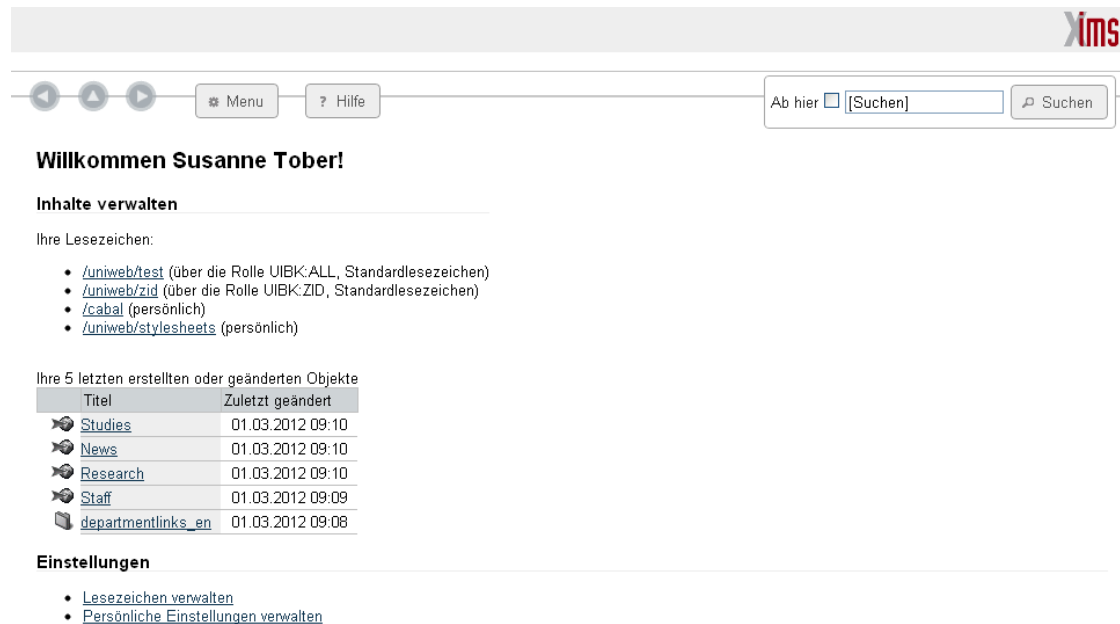 Xims
Menu
? Hilfe
Ab hier [Suchen] Suchen
Willkommen Susanne Tober!
Inhalte verwalten
Ihre Lesezeichen:
/uniweb/test (über die Rolle UIBK:ALL, Standardlesezeichen)
/uniweb/zid (über die Rolle UIBK:ZID, Standardlesezeichen)
/cabal (persönlich)
/uniweb/stylesheets (persönlich)
Ihre 5 letzten erstellten oder geänderten Objekte
Titel Zuletzt geändert
Studies 01.03.2012 09:10
News 01.03.2012 09:10
Research 01.03.2012 09:10
Staff 01.03.2012 09:09
departmentlinks_en 01.03.2012 09:08
Einstellungen
Lesezeichen verwalten
Persönliche Einstellungen verwalten